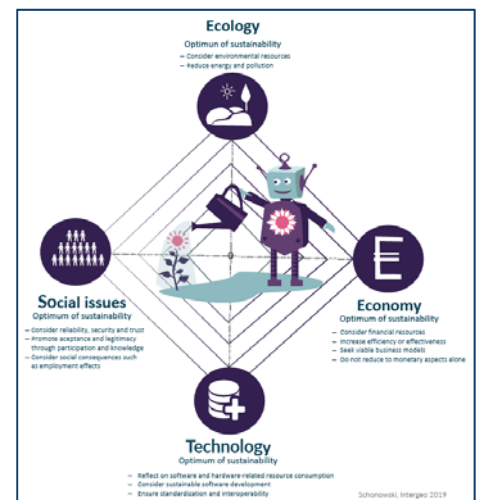 Ecology
Optimun of sustainability
— Consider environmental resources
— Reduce energy and pollution
Social issues
Optimum of sustainability
— Consider reliability, security and trust
— Promote aceptance and legitimacy
through participation and knowledge
— Consider social consequences such
as employment effects
Economy
Optimum of sustainability
— Consider financial resources
— Increase efficiency or effectiveness
— Seek viable business models
— Do not reduce to monetary aspects alone
Technology
Optimum of sustainability
— Reflect on software and hardware-related resource consumption
— Consider sustainable software development
— Ensure standardization and interoperability
Schonowski, Intergeo 2019